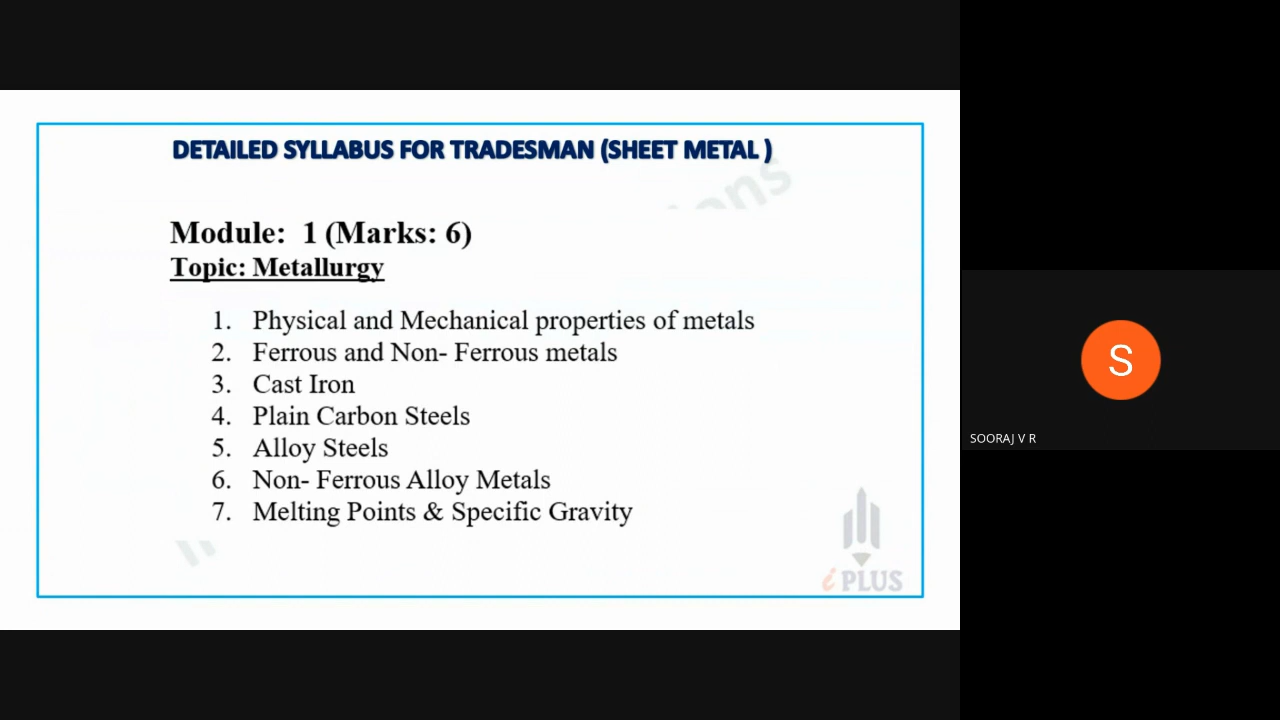 DETAILED SYLLABUS FOR TRADESMAN (SHEET METAL )
Module: 1 (Marks: 6)
Topic: Metallurgy
1. Physical and Mechanical properties of metals
2. Ferrous and Non- Ferrous metals
3. Cast Iron
4. Plain Carbon Steels
5. Alloy Steels
6. Non- Ferrous Alloy Metals
7. Melting Points & Specific Gravity
i PLUS
S
SOORAJ V R